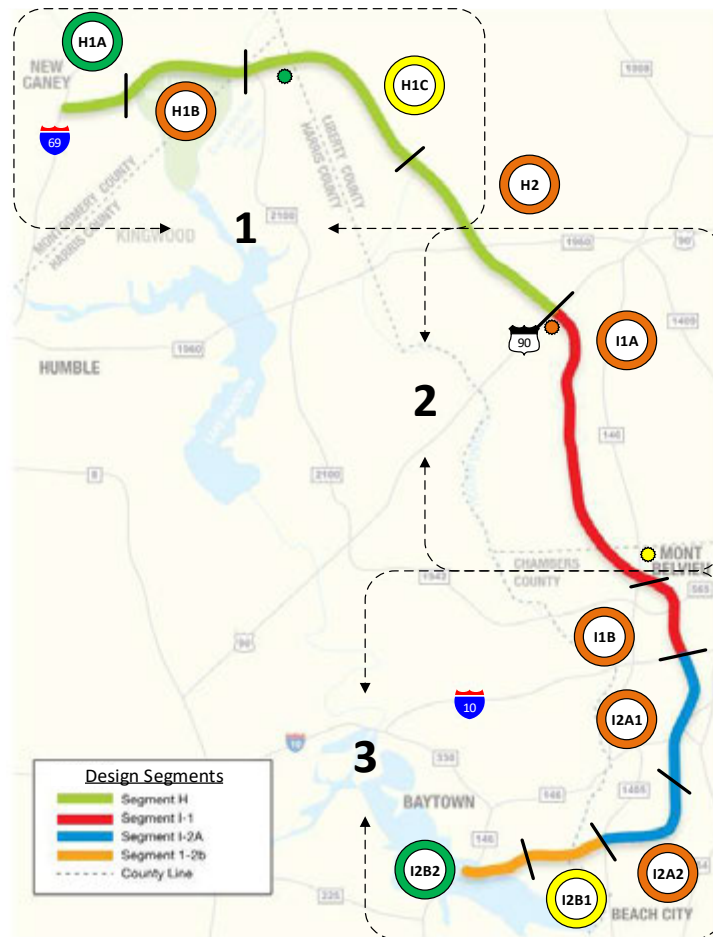 H1A
NEW
CANEY
H1B
H1C
69
MONTGOMERY COUNTY
HARRIS COUNTY
LIBERTY COUNTY
HARRIS COUNTY
1908
H2
KINGWOOD
1
2100
1960
90
1409
90
I1A
HUMBLE
1960
2
146
8
2100
MONT
BELVIEU
CHAMBERS
COUNTY
1942
565
I1B
90
10
I2A1
10
3
330
146
1405
BAYTOWN
146
I2B2
I2B1
I2A2
225
BEACH CITY
Design Segments
Segment H
Segment I-1
Segment I-2A
Segment 1-2b
County Line